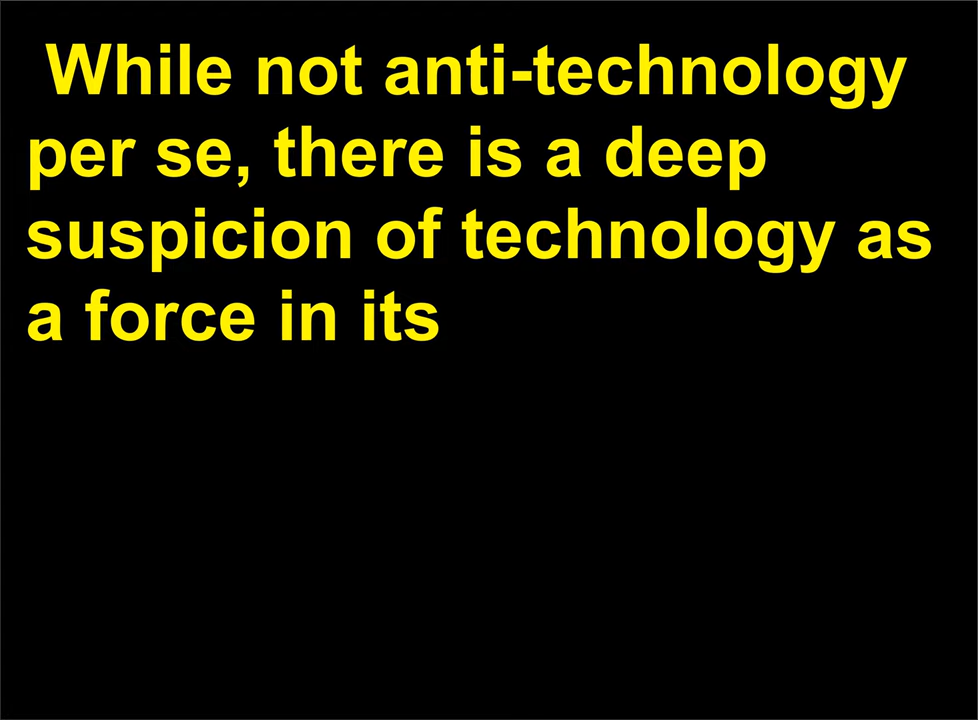 While not anti-technology
per se, there is a deep
suspicion of technology as
a force in its